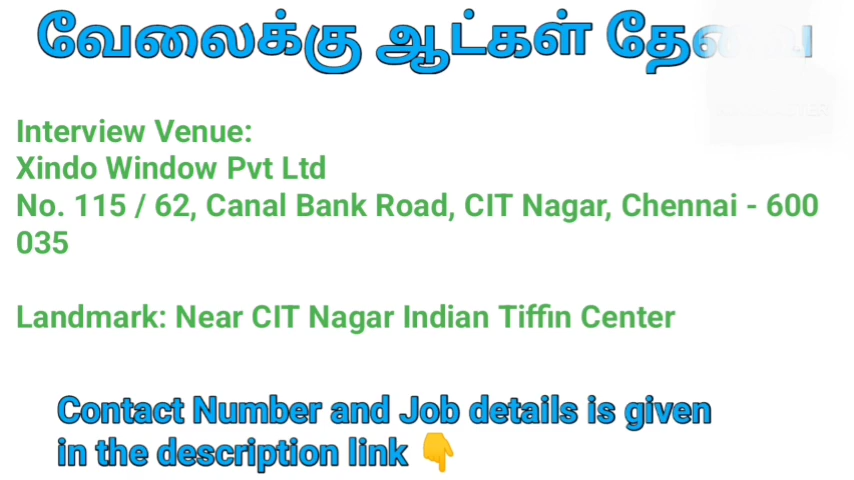 வேலைக்கு ஆட்கள் தேவை
Interview Venue:
Xindo Window Pvt Ltd
No. 115 / 62, Canal Bank Road, CIT Nagar, Chennai - 600
035
Landmark: Near CIT Nagar Indian Tiffin Center
Contact Number and Job details is given
in the description link 👇